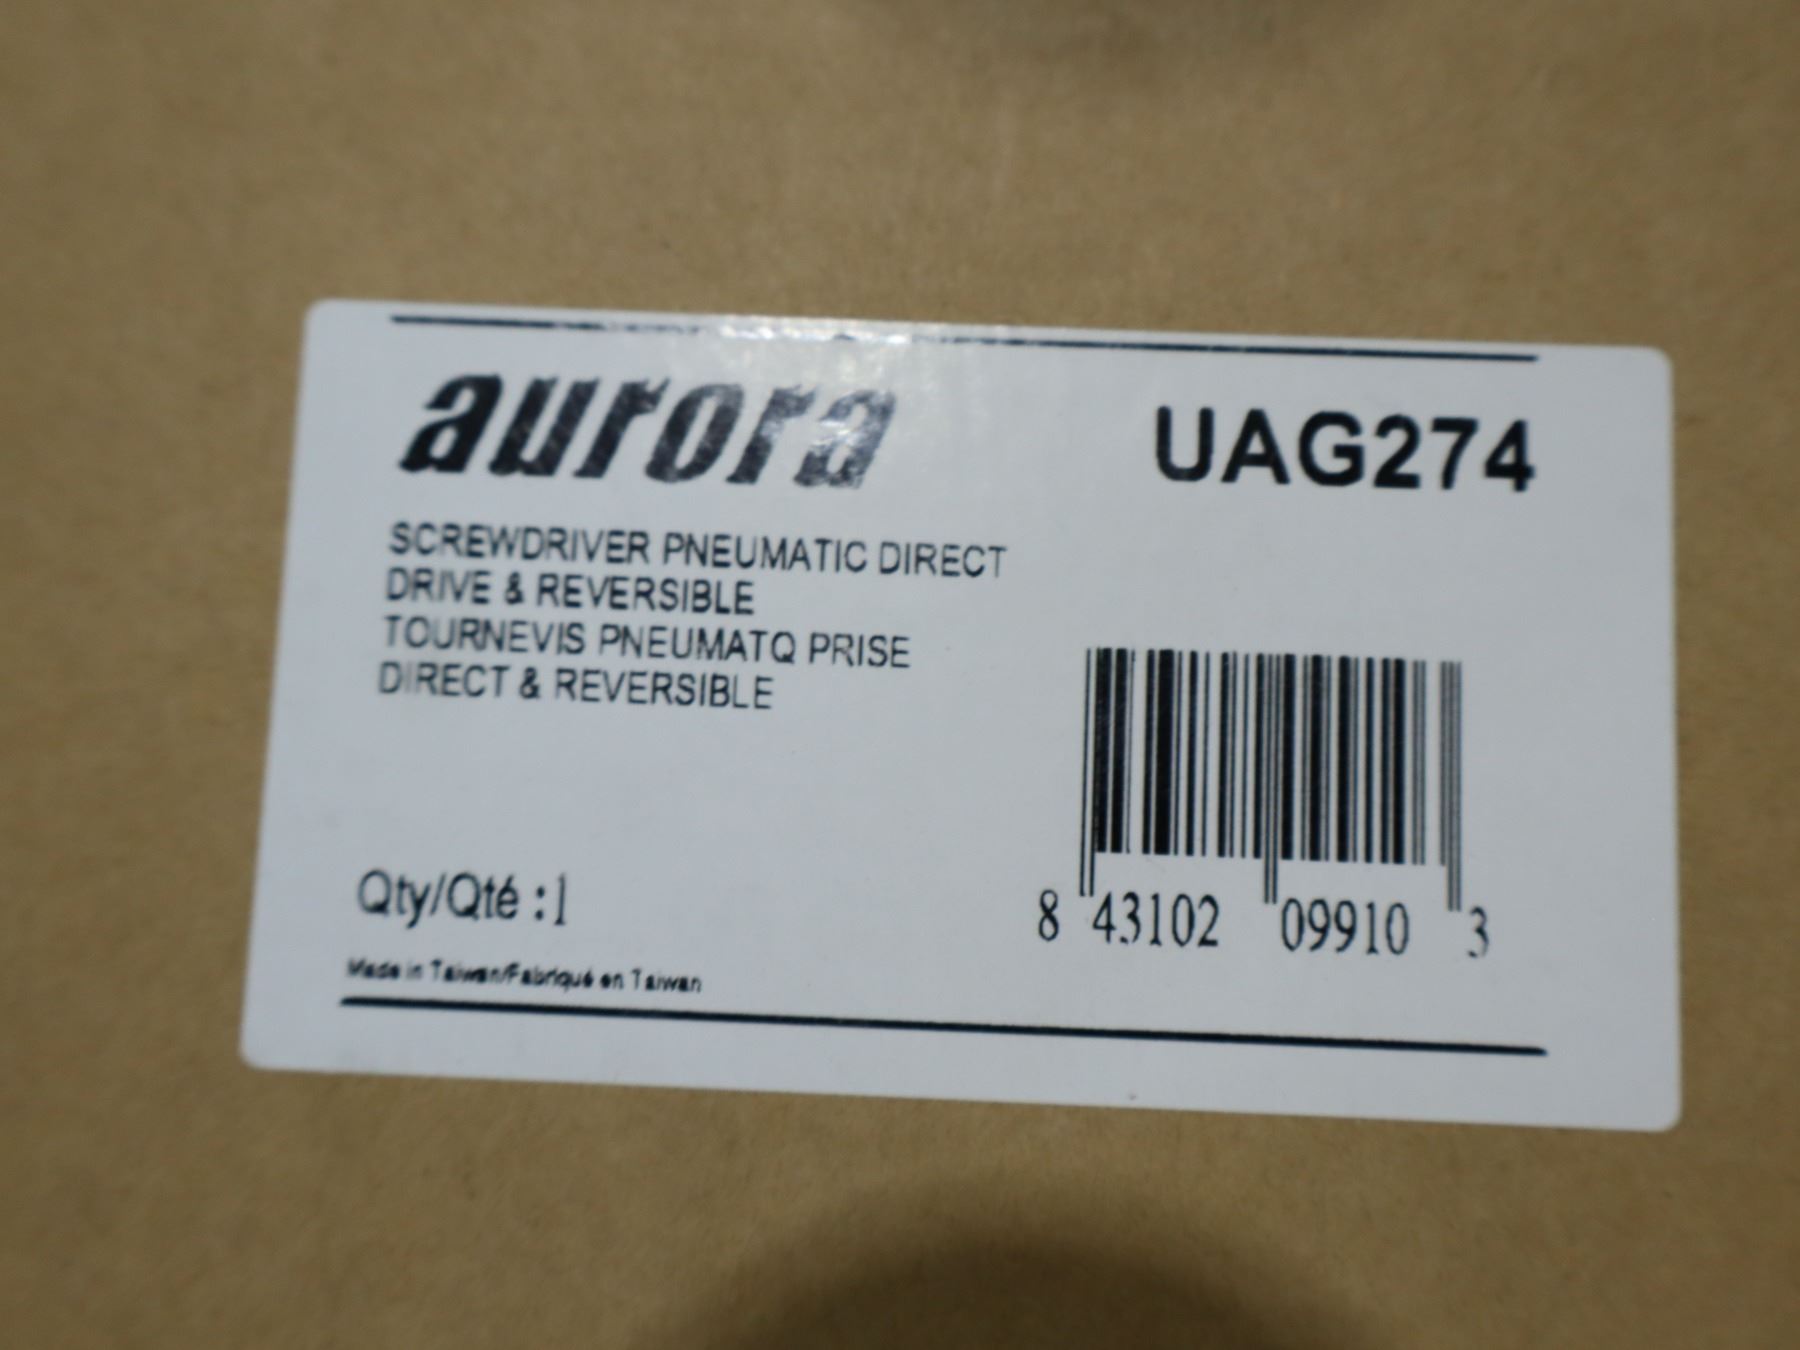 aurora
UAG274
SCREWDRIVER PNEUMATIC DIRECT
DRIVE & REVERSIBLE
TOURNEVIS PNEUMATQ PRISE
DIRECT & REVERSIBLE
Qty/Qté :1
8 43102 09910 3
Made in Taiwan/Fabriqué en Taiwan